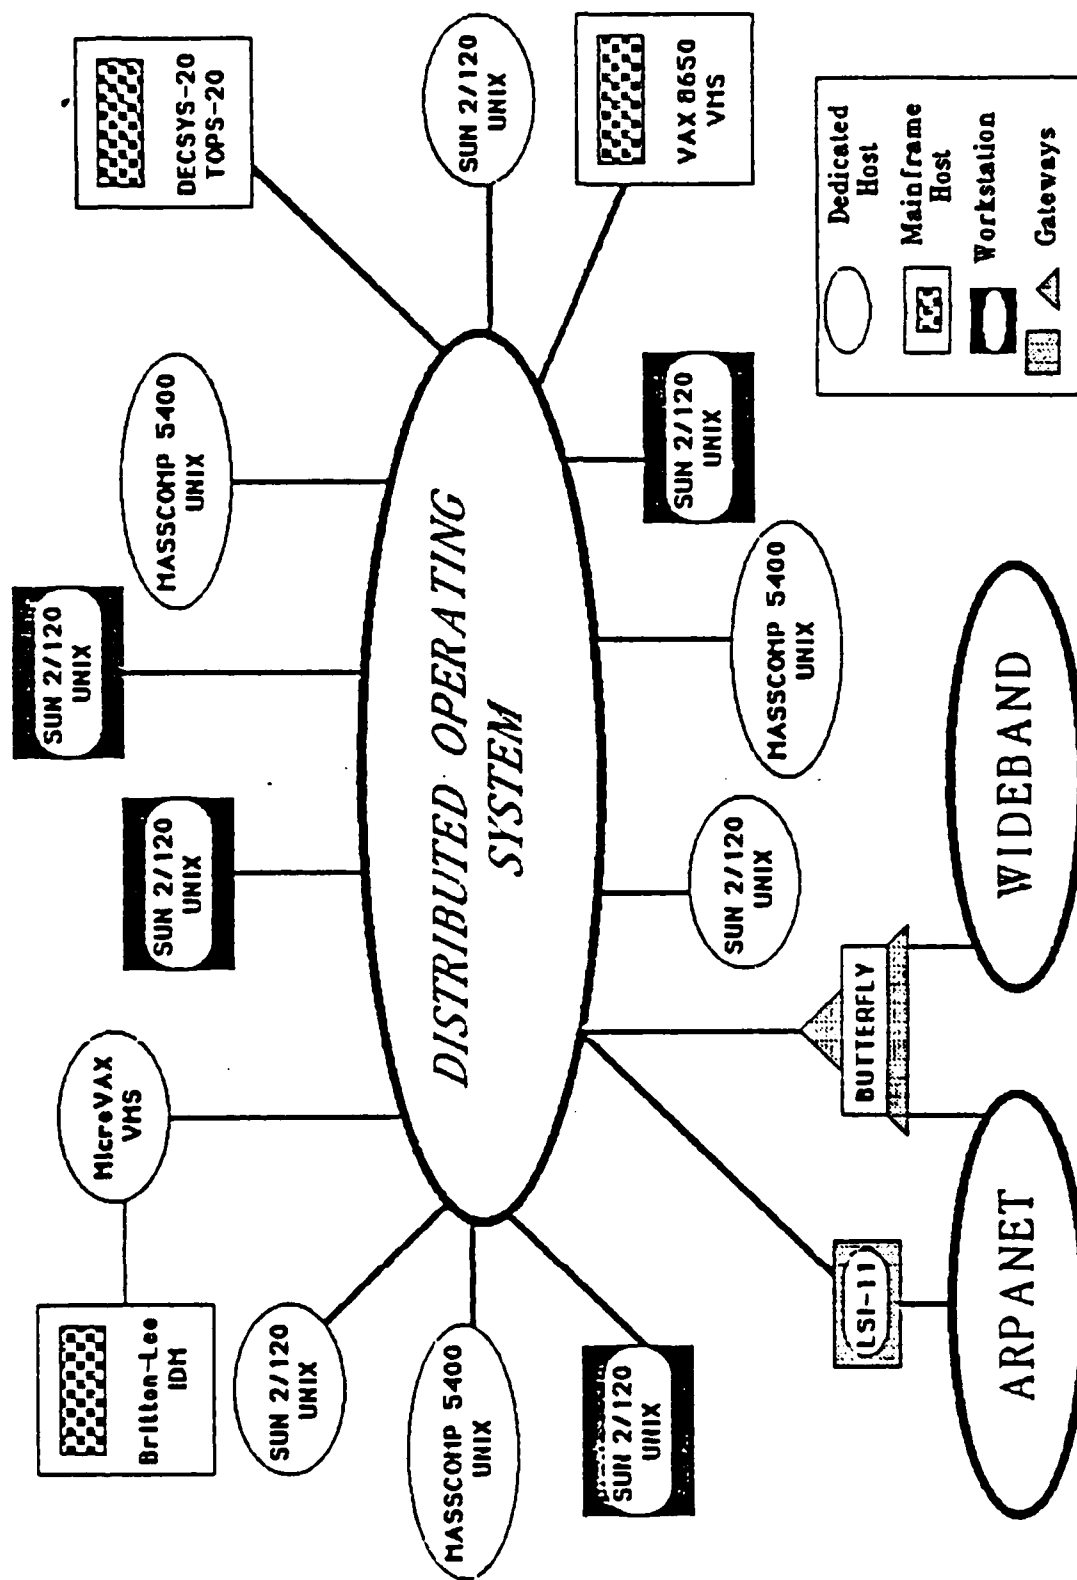 Britton-Lee
IDM
MicroVAX
VMS
SUN 2/120
UNIX
SUN 2/120
UNIX
MASSCOMP 5400
UNIX
DECSYS-20
TOPS-20
SUN 2/120
UNIX
MASSCOMP 5400
UNIX
SUN 2/120
UNIX
DISTRIBUTED OPERATING
SYSTEM
SUN 2/120
UNIX
VAX 8650
VMS
SUN 2/120
UNIX
MASSCOMP 5400
UNIX
SUN 2/120
UNIX
LSI-11
BUTTERFLY
ARPANET
WIDEBAND
Dedicated
Host
Mainframe
Host
Workstation
Gateways